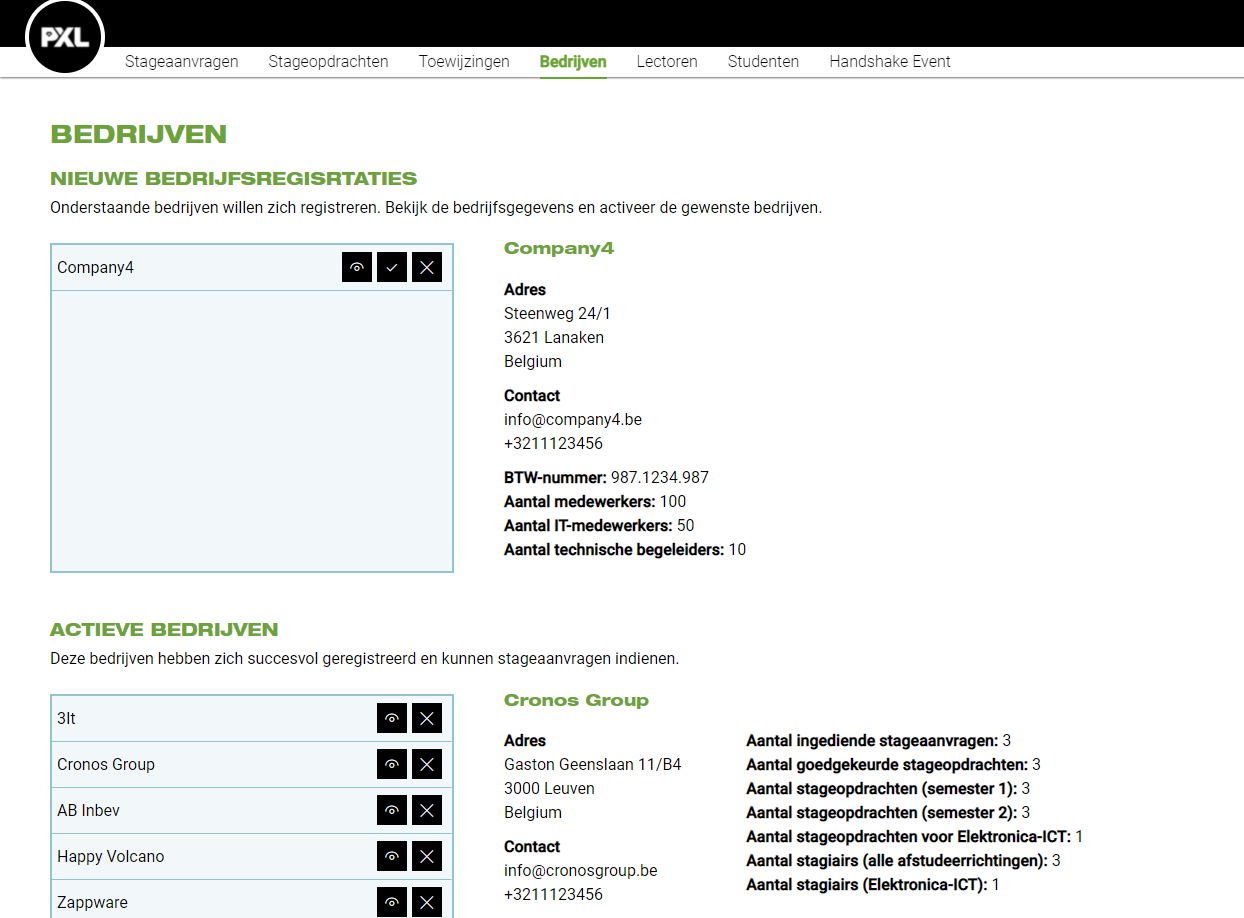 PXL
Stageaanvragen Stageopdrachten Toewijzingen Bedrijven Lectoren Studenten Handshake Event
BEDRIJVEN
NIEUWE BEDRIJFSREGISRTATIES
Onderstaande bedrijven willen zich registreren. Bekijk de bedrijfsgegevens en activeer de gewenste bedrijven.
Company4
Company4
Adres
Steenweg 24/1
3621 Lanaken
Belgium
Contact
info@company4.be
+3211123456
BTW-nummer: 987.1234.987
Aantal medewerkers: 100
Aantal IT-medewerkers: 50
Aantal technische begeleiders: 10
ACTIEVE BEDRIJVEN
Deze bedrijven hebben zich succesvol geregistreerd en kunnen stageaanvragen indienen.
3It
Cronos Group
AB Inbev
Happy Volcano
Zappware
Cronos Group
Adres
Gaston Geenslaan 11/B4
3000 Leuven
Belgium
Contact
info@cronosgroup.be
+3211123456
Aantal ingediende stageaanvragen: 3
Aantal goedgekeurde stageopdrachten: 3
Aantal stageopdrachten (semester 1): 3
Aantal stageopdrachten (semester 2): 3
Aantal stageopdrachten voor Elektronica-ICT: 1
Aantal stagiairs (alle afstudeerrichtingen): 3
Aantal stagiairs (Elektronica-ICT): 1